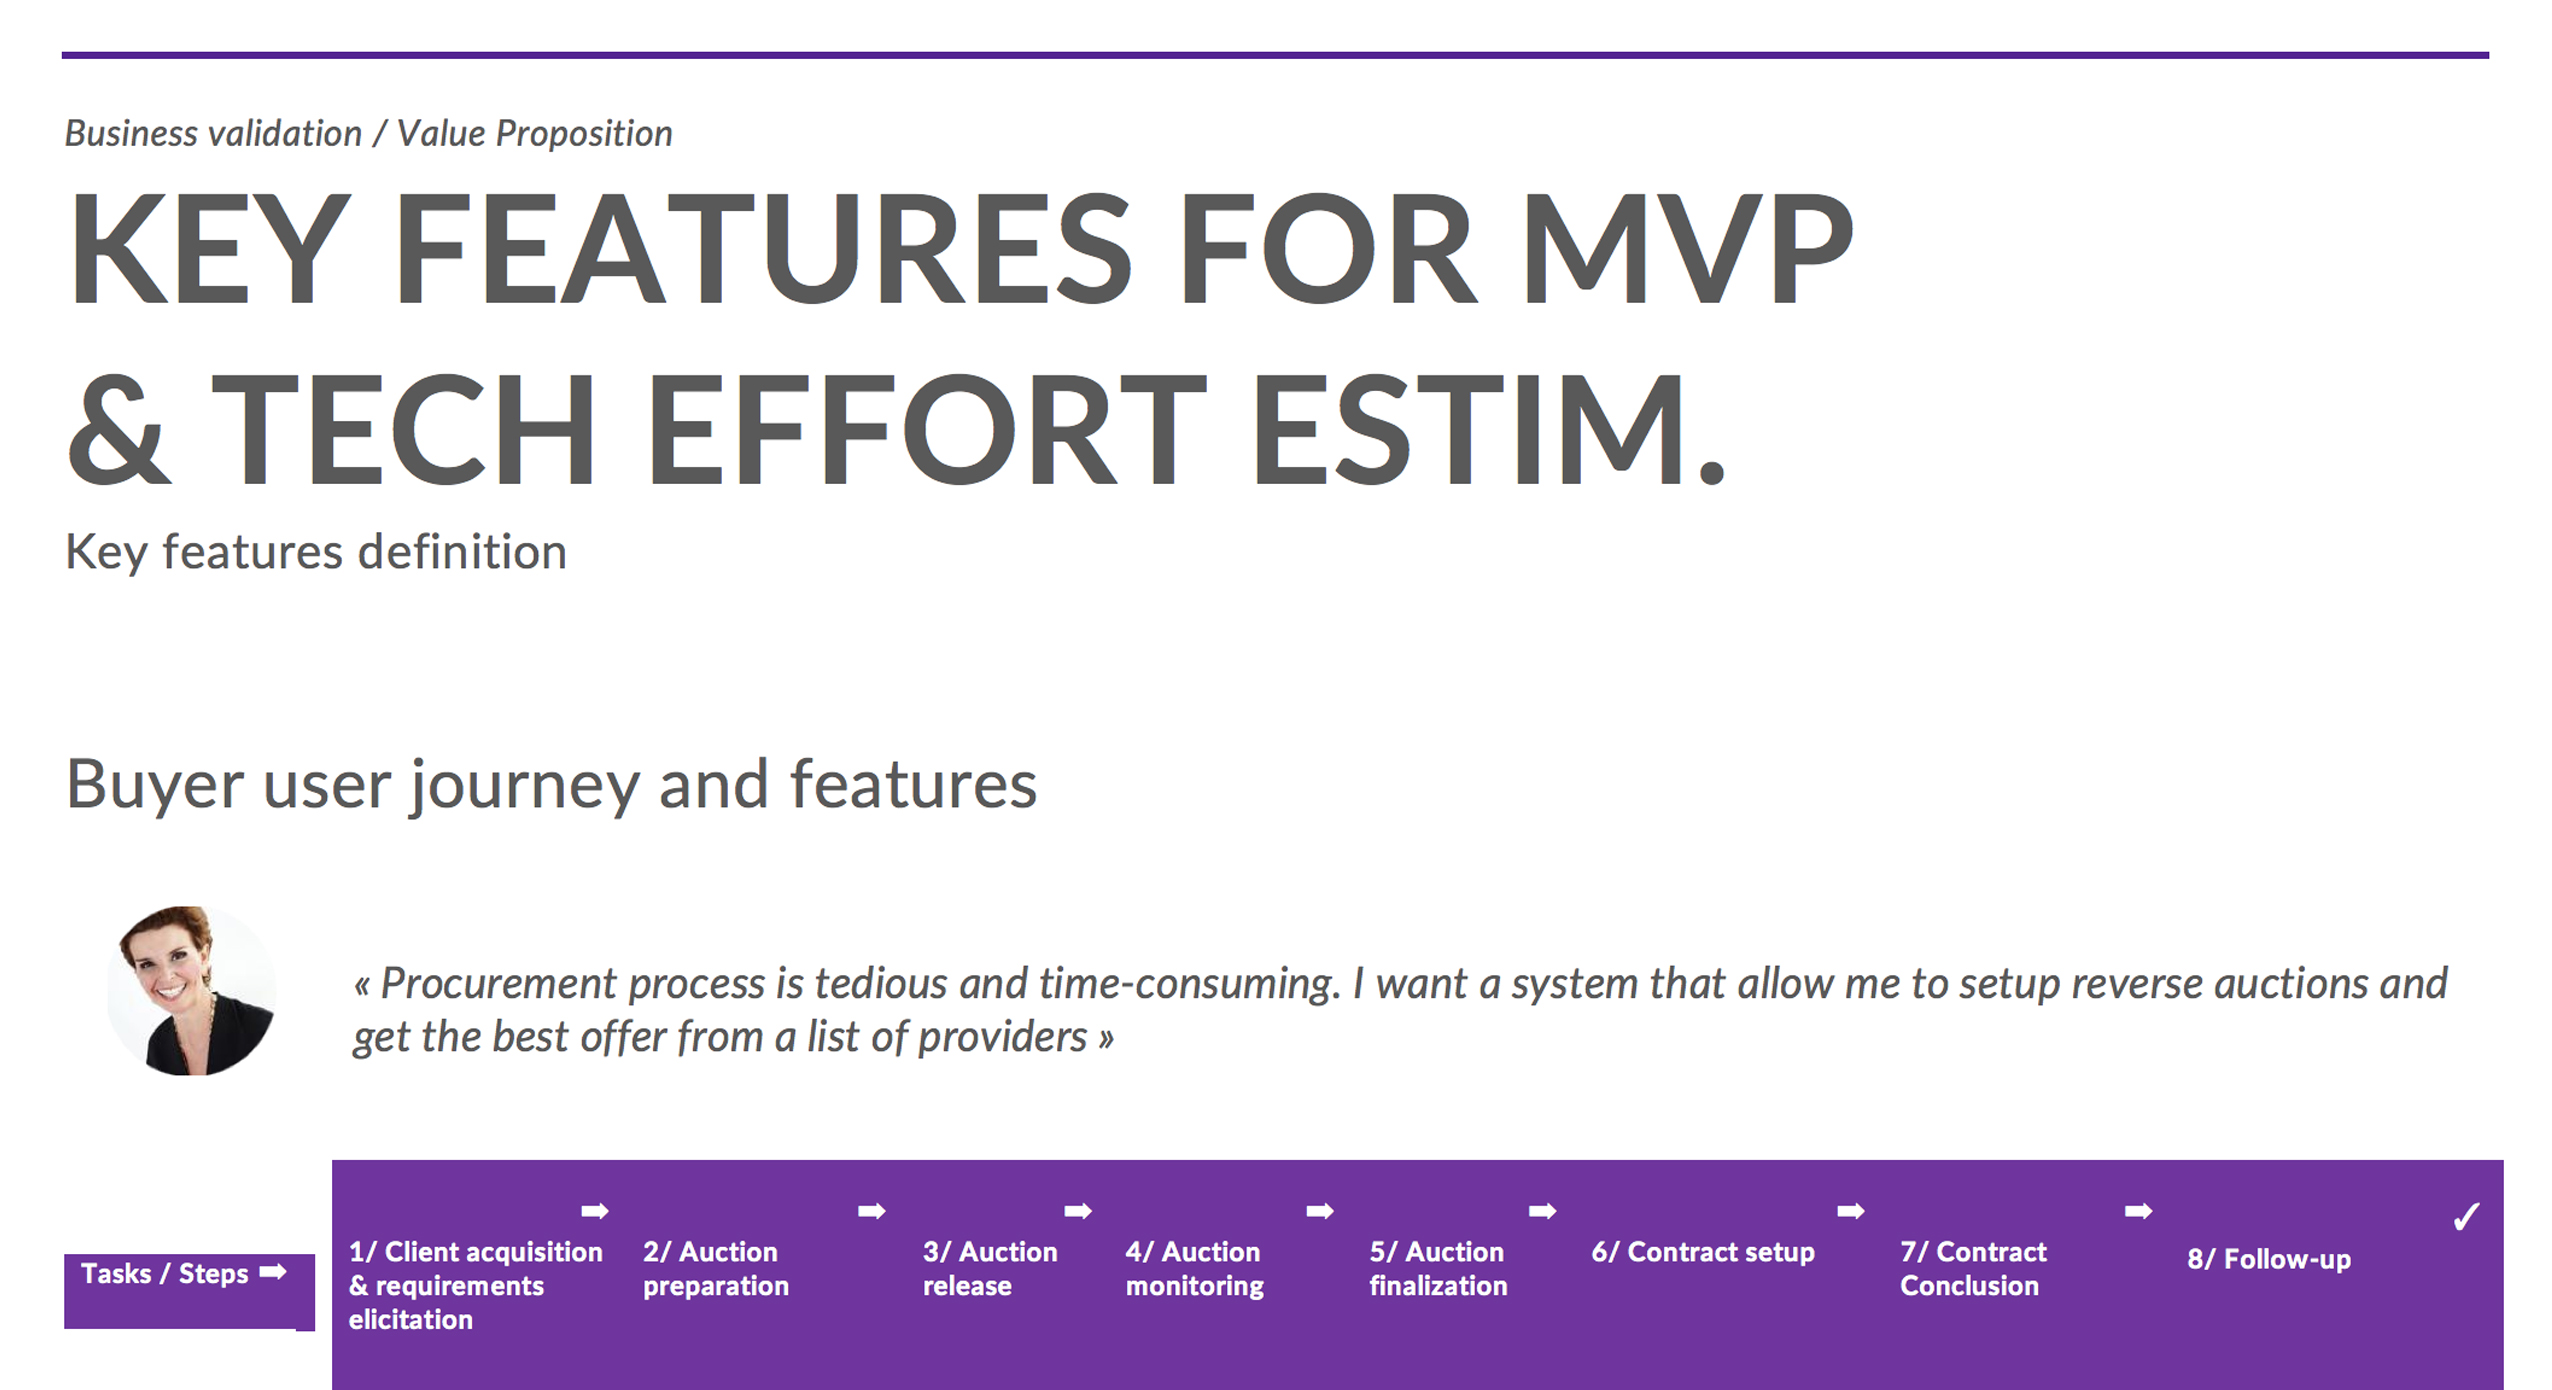 Business validation / Value Proposition
KEY FEATURES FOR MVP
& TECH EFFORT ESTIM.
Key features definition
Buyer user journey and features
« Procurement process is tedious and time-consuming. I want a system that allow me to setup reverse auctions and
get the best offer from a list of providers »
Tasks / Steps ➡
1/ Client acquisition
& requirements
elicitation
➡
2/ Auction
preparation
➡
3/ Auction
release
➡
4/ Auction
monitoring
➡
5/ Auction
finalization
➡
6/ Contract setup
➡
7/ Contract
Conclusion
➡
8/ Follow-up
✓